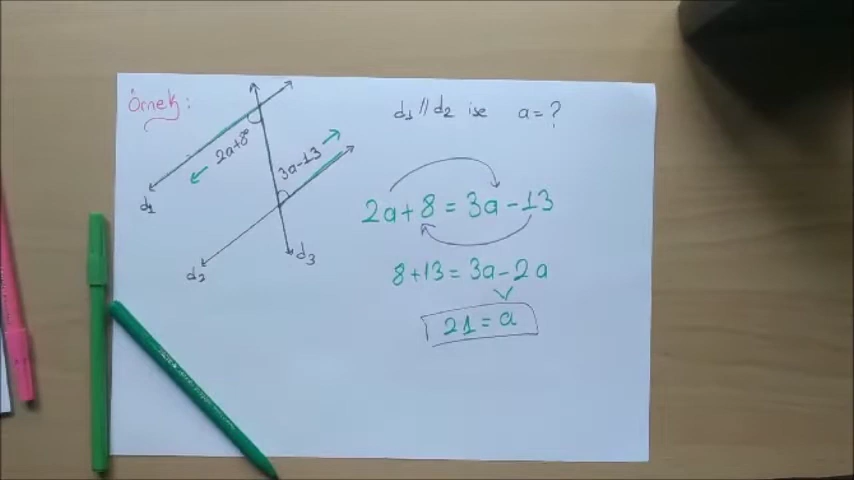 Örnek:
d1 // d2 ise a = ?
2a+8°
3a-13
d1
d2
d3
2a+8 = 3a-13
8+13 = 3a-2a
21 = a